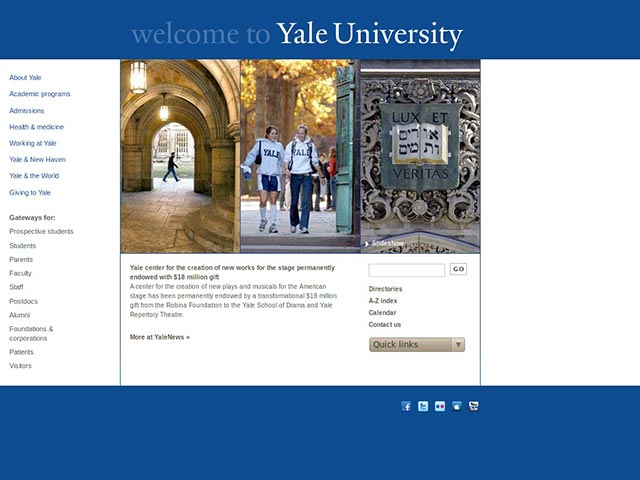 welcome to Yale University
About Yale
Academic programs
Admissions
Health & medicine
Working at Yale
Yale & New Haven
Yale & the World
Giving to Yale
Gateways for:
Prospective students
Students
Parents
Faculty
Staff
Postdocs
Alumni
Foundations &
corporations
Patients
Visitors
YALE
YALE
LUX ET
אורים
ותמים
VERITAS
Slideshow
Yale center for the creation of new works for the stage permanently
endowed with $18 million gift
A center for the creation of new plays and musicals for the American
stage has been permanently endowed by a transformational $18 million
gift from the Robina Foundation to the Yale School of Drama and Yale
Repertory Theatre.
More at YaleNews »
GO
Directories
A-Z index
Calendar
Contact us
Quick links